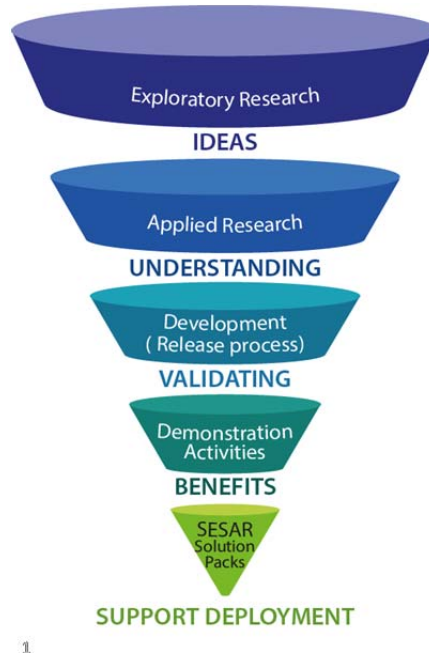 Exploratory Research
IDEAS
Applied Research
UNDERSTANDING
Development
( Release process)
VALIDATING
Demonstration
Activities
BENEFITS
SESAR
Solution
Packs
SUPPORT DEPLOYMENT
1